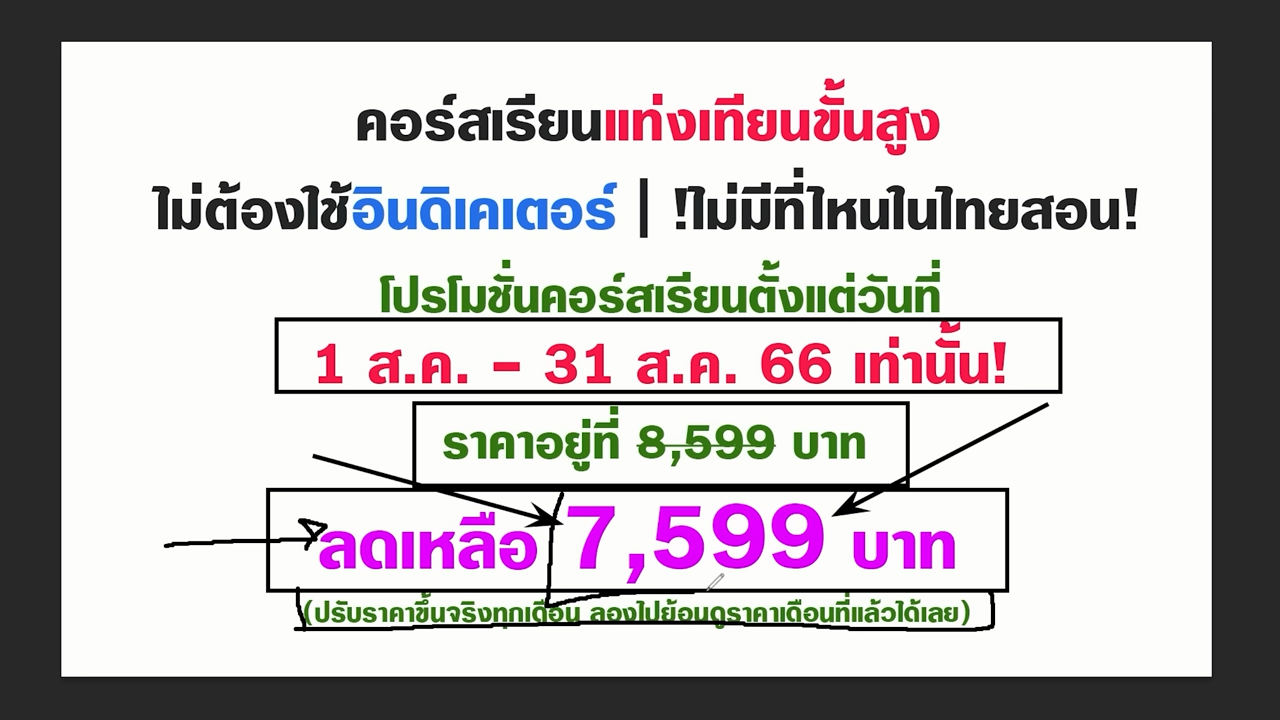 คอร์สเรียนแท่งเทียนขั้นสูง
ไม่ต้องใช้อินดิเคเตอร์ | !ไม่มีที่ไหนในไทยสอน!
โปรโมชั่นคอร์สเรียนตั้งแต่วันที่
1 ส.ค. – 31 ส.ค. 66 เท่านั้น!
ราคาอยู่ที่ 8,599 บาท
ลดเหลือ 7,599 บาท
(ปรับราคาขึ้นจริงทุกเดือน ลองไปย้อนดูราคาเดือนที่แล้วได้เลย)